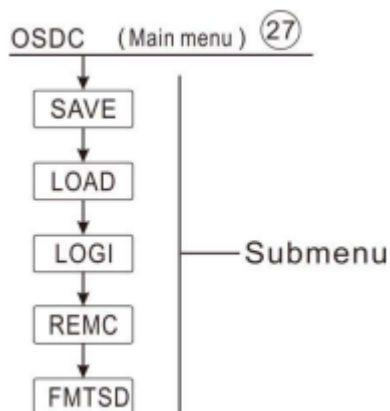 OSDC (Main menu) 27
SAVE
LOAD
LOGI
Submenu
REMC
FMTSD